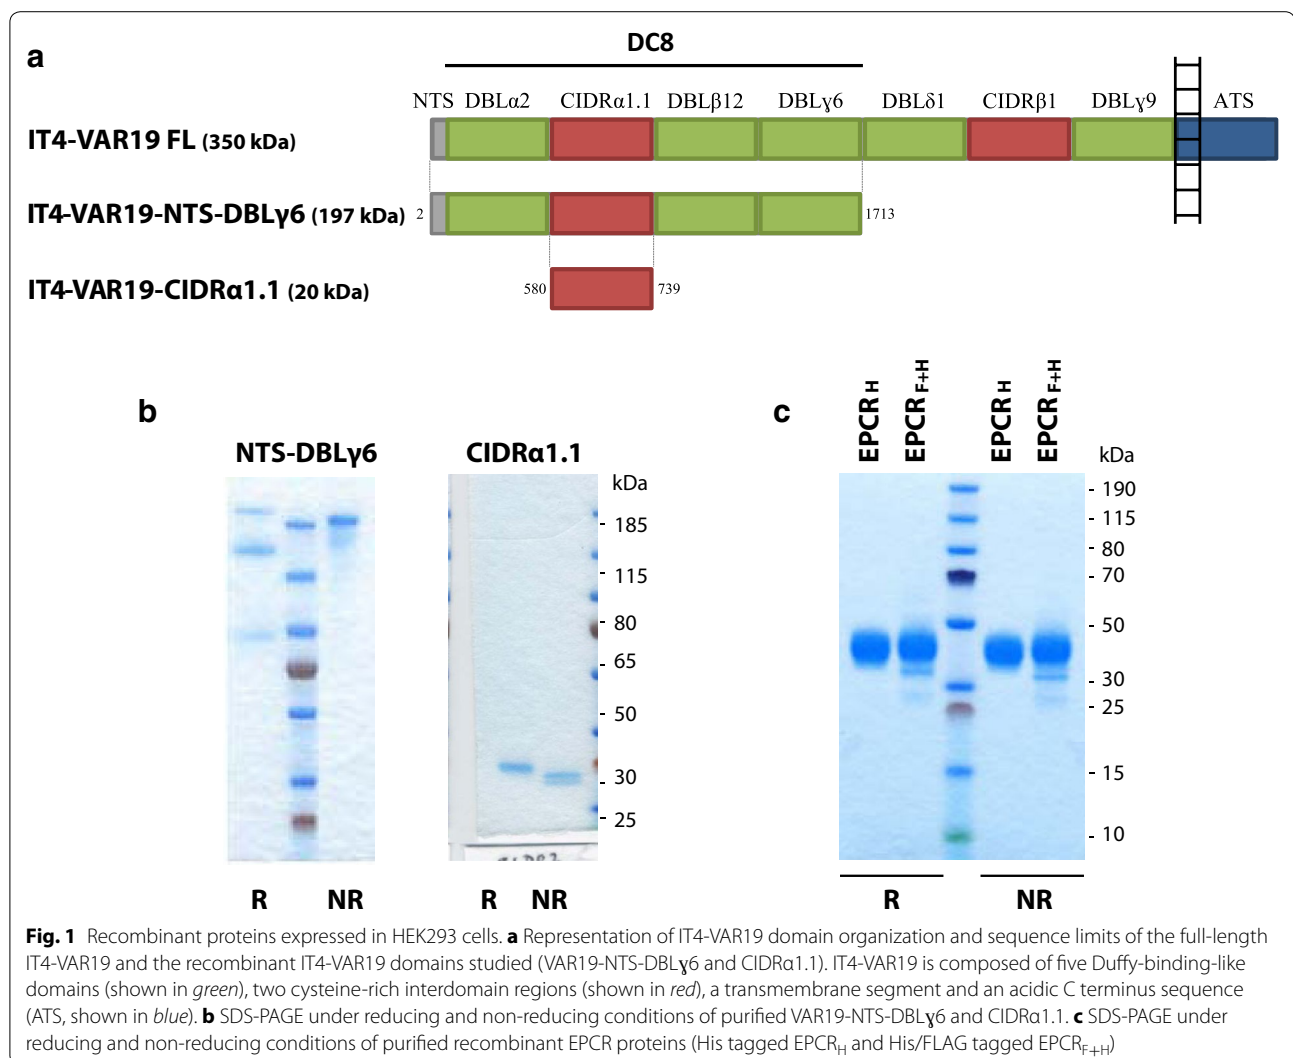 a
DC8
NTS DBLα2 CIDRα1.1 DBLβ12 DBLɣ6 DBLδ1 CIDRβ1 DBLɣ9 ATS
IT4-VAR19 FL (350 kDa)
IT4-VAR19-NTS-DBLγ6 (197 kDa) 2 1713
IT4-VAR19-CIDRα1.1 (20 kDa) 580 739
b
NTS-DBLγ6
CIDRα1.1
kDa
185
115
80
65
50
30
25
R NR
R NR
c
EPCRH
EPCRF+H
EPCRH
EPCRF+H
kDa
190
115
80
70
50
30
25
15
10
R
NR
Fig. 1 Recombinant proteins expressed in HEK293 cells. a Representation of IT4-VAR19 domain organization and sequence limits of the full-length
IT4-VAR19 and the recombinant IT4-VAR19 domains studied (VAR19-NTS-DBLɣ6 and CIDRα1.1). IT4-VAR19 is composed of five Duffy-binding-like
domains (shown in green), two cysteine-rich interdomain regions (shown in red), a transmembrane segment and an acidic C terminus sequence
(ATS, shown in blue). b SDS-PAGE under reducing and non-reducing conditions of purified VAR19-NTS-DBLɣ6 and CIDRα1.1. c SDS-PAGE under
reducing and non-reducing conditions of purified recombinant EPCR proteins (His tagged EPCRH and His/FLAG tagged EPCRF+H)